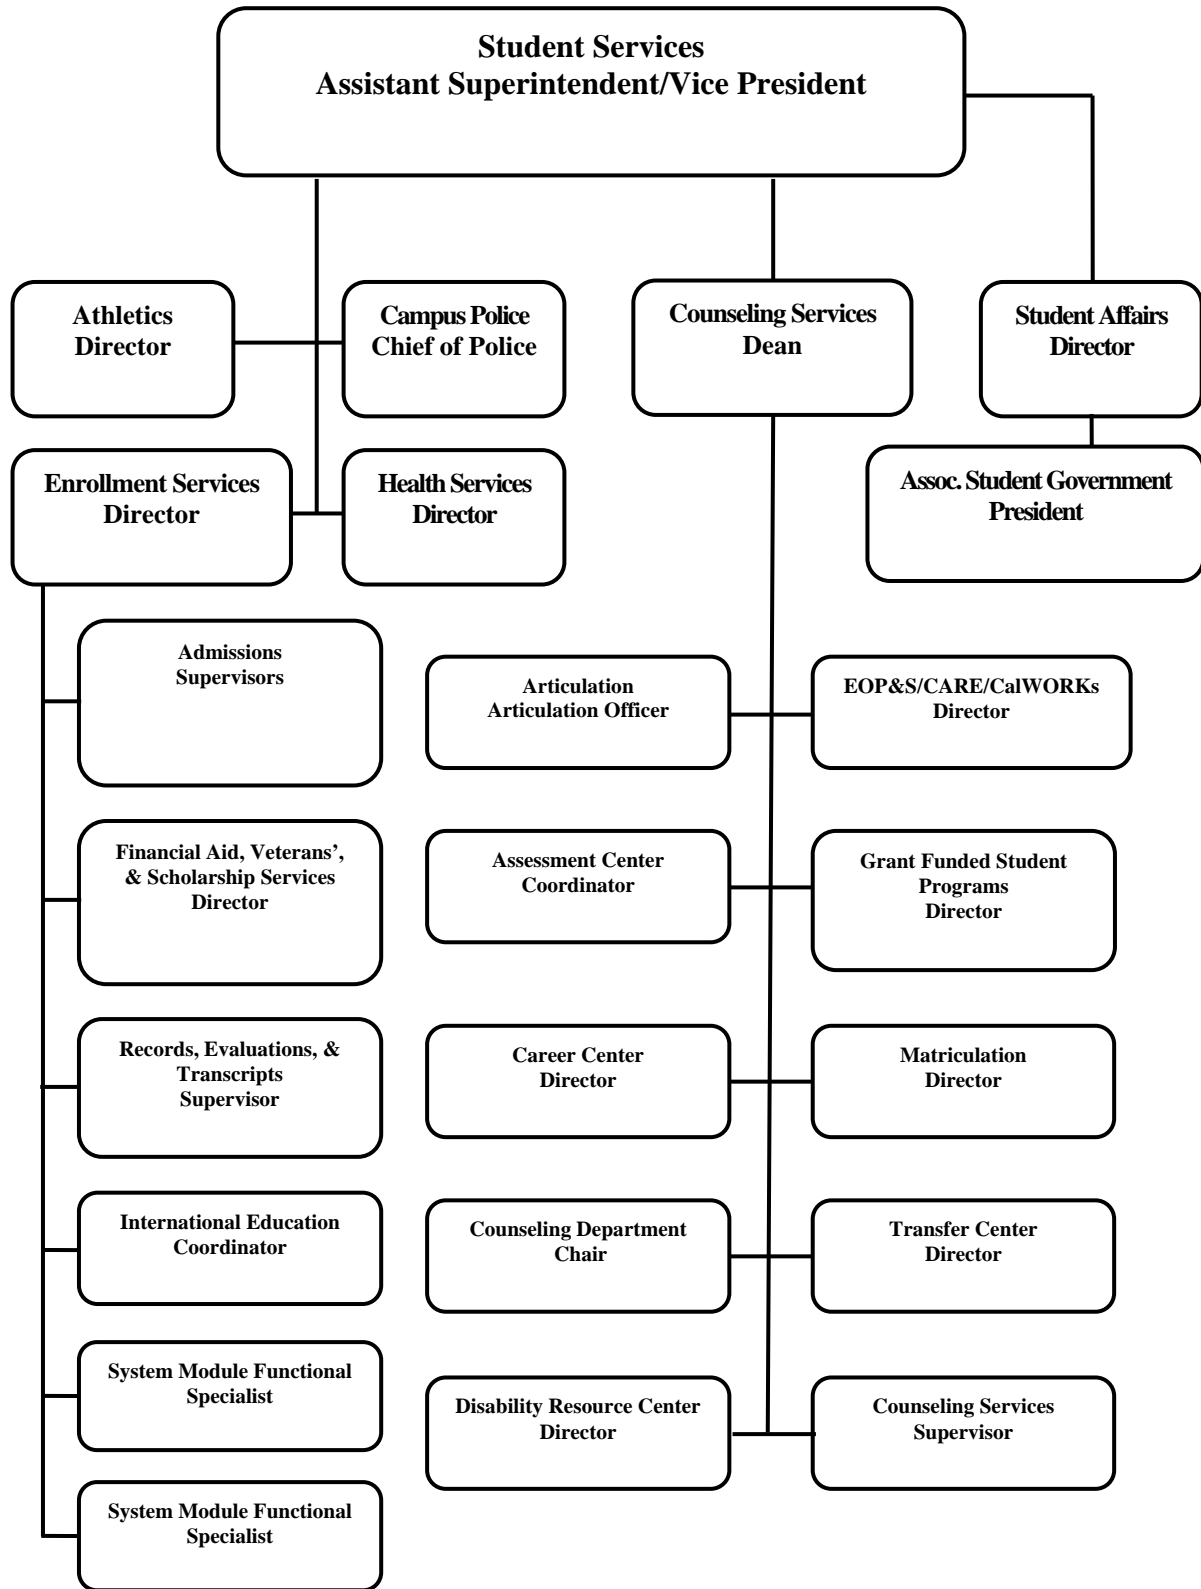 Student Services
Assistant Superintendent/Vice President
Athletics
Director
Campus Police
Chief of Police
Counseling Services
Dean
Student Affairs
Director
Enrollment Services
Director
Health Services
Director
Assoc. Student Government
President
Admissions
Supervisors
Financial Aid, Veterans’,
& Scholarship Services
Director
Records, Evaluations, &
Transcripts
Supervisor
International Education
Coordinator
System Module Functional
Specialist
System Module Functional
Specialist
Articulation
Articulation Officer
EOP&S/CARE/CalWORKs
Director
Assessment Center
Coordinator
Grant Funded Student
Programs
Director
Career Center
Director
Matriculation
Director
Counseling Department
Chair
Transfer Center
Director
Disability Resource Center
Director
Counseling Services
Supervisor